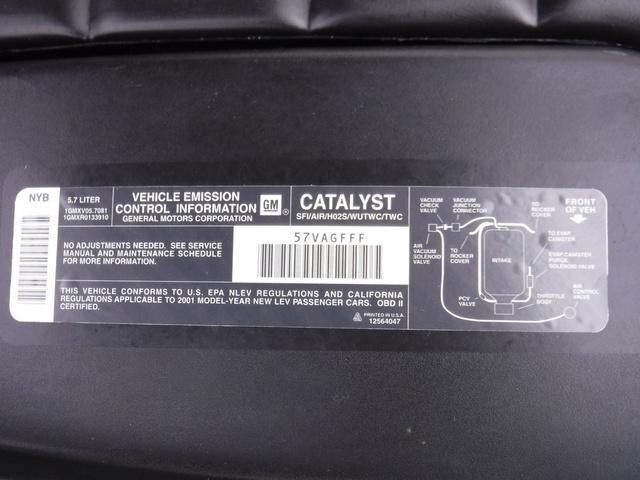 NYB
5.7 LITER
1GMXV05.7081
1GMXR0133910
VEHICLE EMISSION
CONTROL INFORMATION
GENERAL MOTORS CORPORATION
GM
CATALYST
SFI/AIR/HO2S/WUTWC/TWC
NO ADJUSTMENTS NEEDED. SEE SERVICE
MANUAL AND MAINTENANCE SCHEDULE
FOR MORE INFORMATION.
57VAGFFF
THIS VEHICLE CONFORMS TO U.S. EPA NLEV REGULATIONS AND CALIFORNIA
REGULATIONS APPLICABLE TO 2001 MODEL-YEAR NEW LEV PASSENGER CARS. OBD II
CERTIFIED.
PRINTED IN U.S.A.
12564047
VACUUM
CHECK
VALVE
VACUUM
JUNCTION
CONNECTOR
TO
ROCKER
COVER
FRONT
OF VEH
AIR
VACUUM
SOLENOID
VALVE
TO
ROCKER
COVER
INTAKE
TO EVAP
CANISTER
EVAP CANISTER
PURGE
SOLENOID VALVE
PCV
VALVE
THROTTLE
BODY
AIR
CONTROL
VALVE